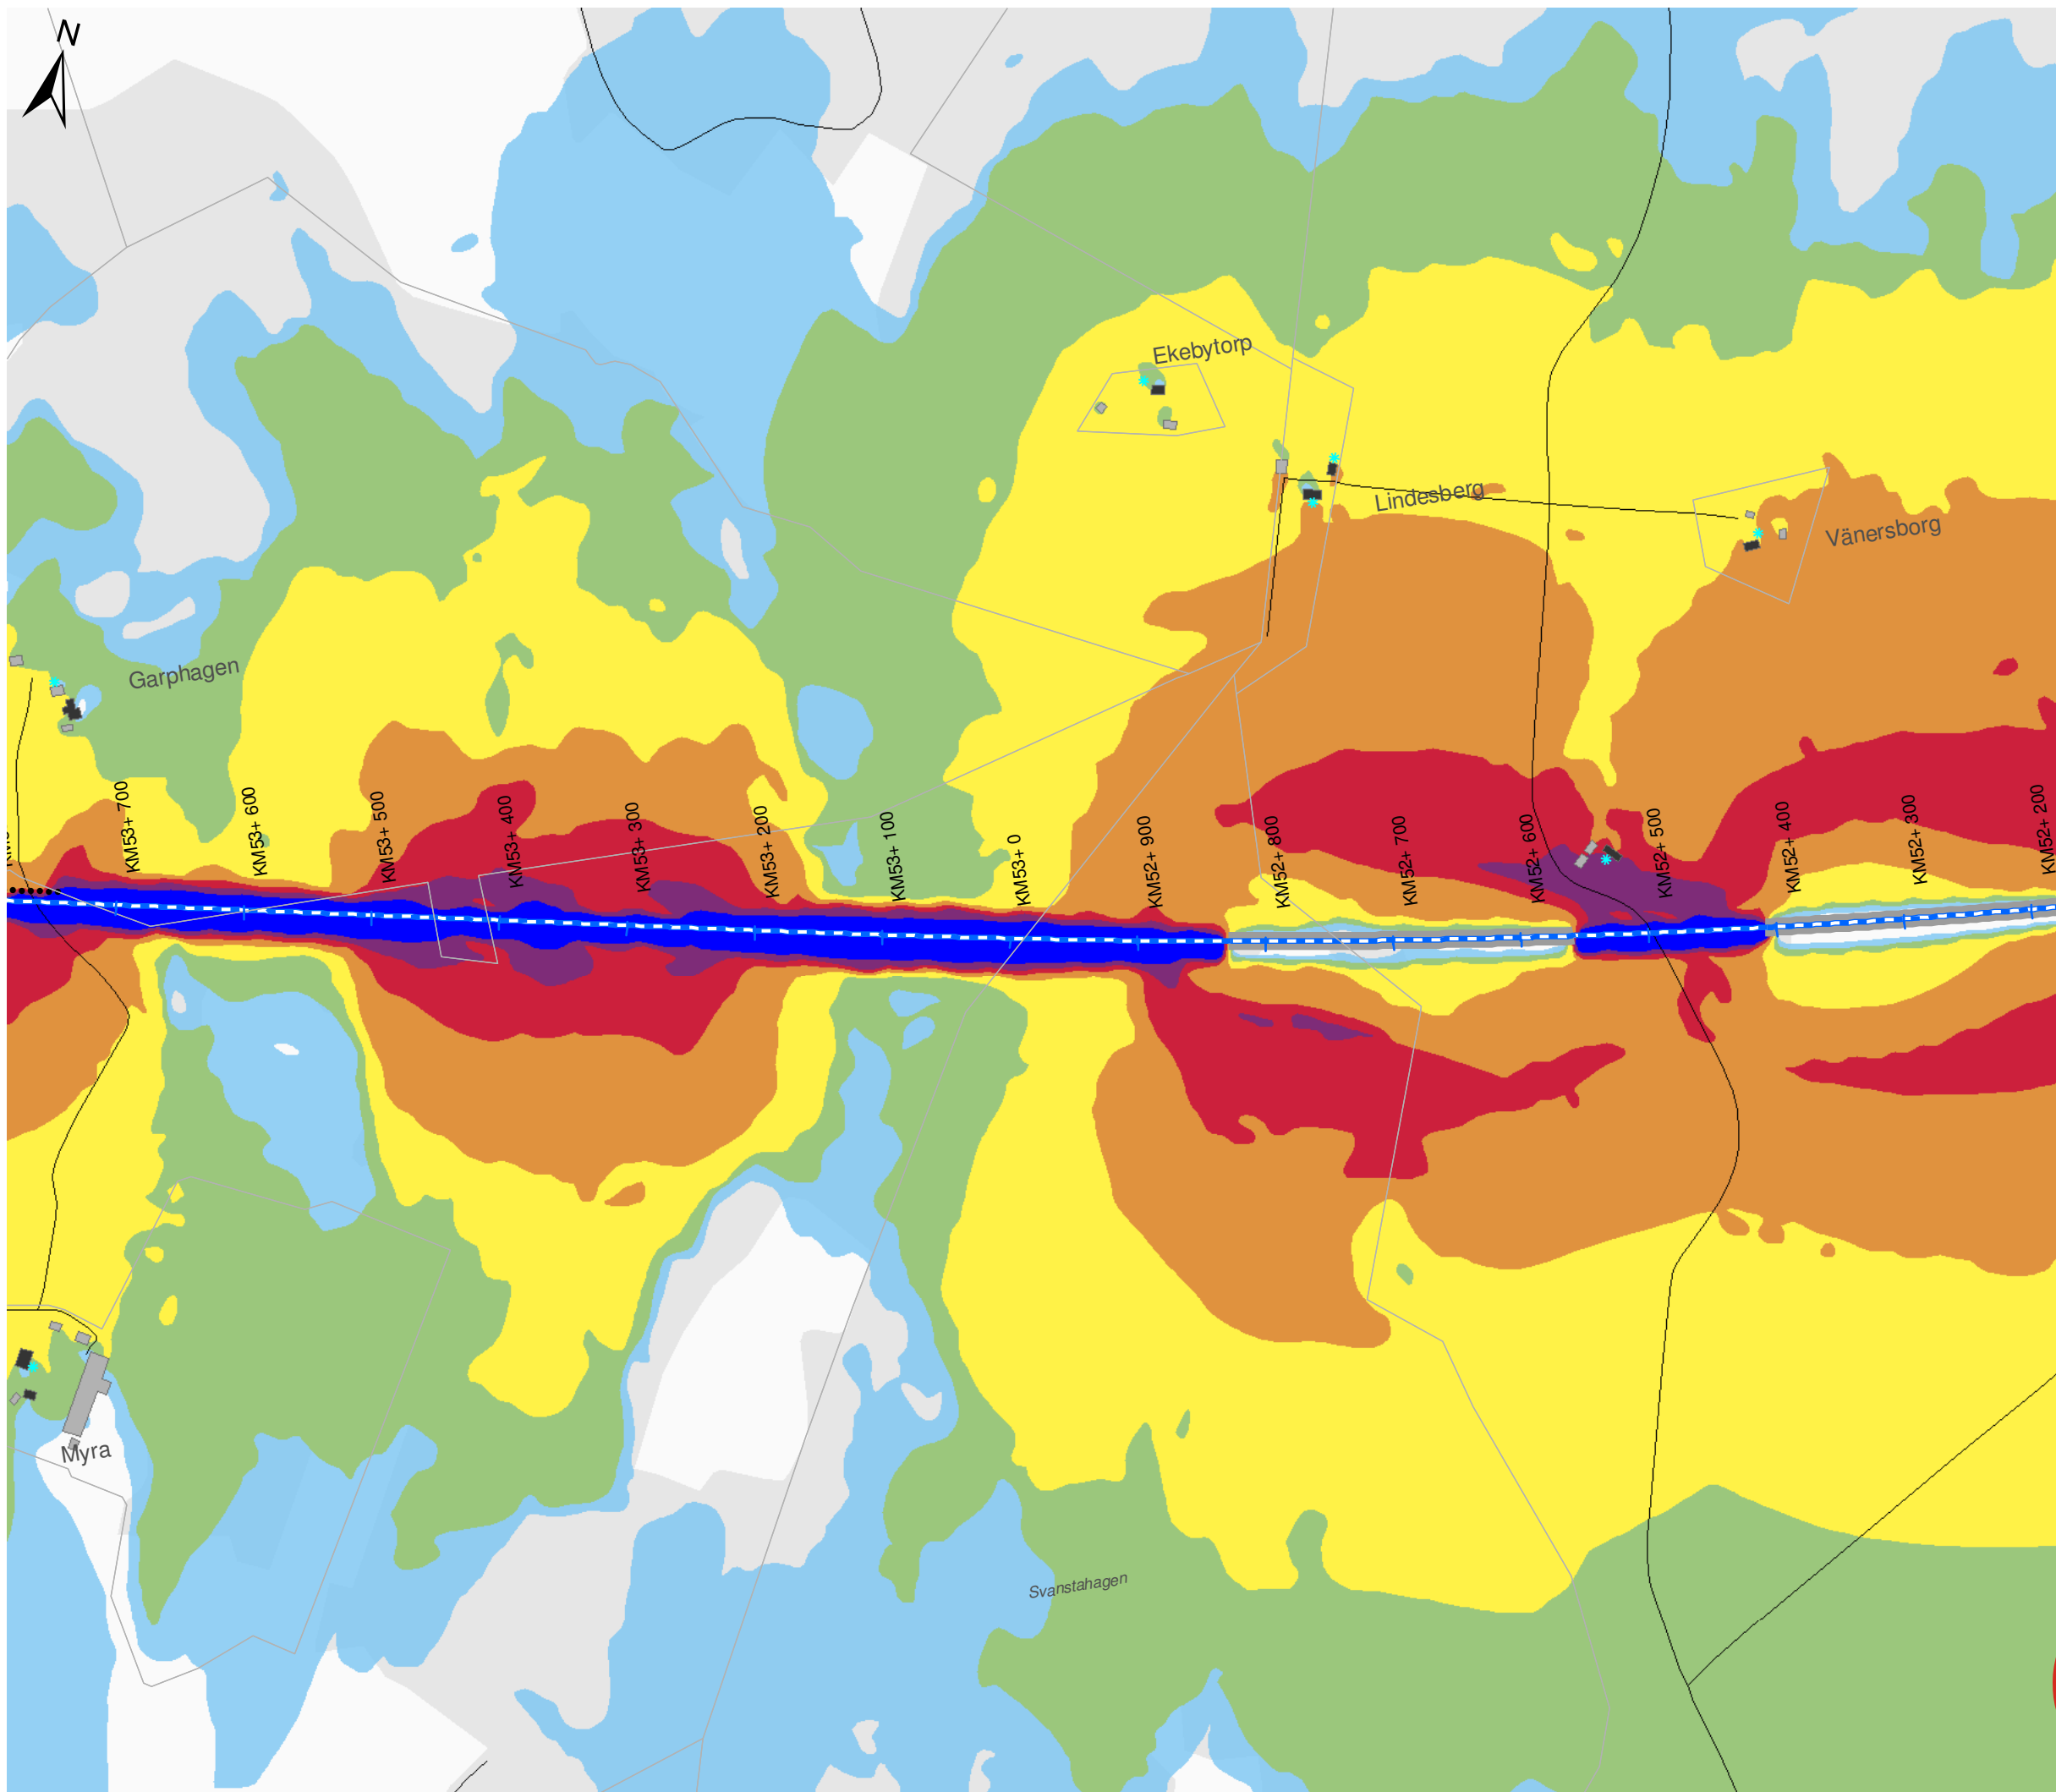 N
Ekebytorp
Lindesberg
Vänersborg
Garphagen
KM53+ 700
KM53+ 600
KM53+ 500
KM53+ 400
KM53+ 300
KM53+ 200
KM53+ 100
KM53+ 0
KM52+ 900
KM52+ 800
KM52+ 700
KM52+ 600
KM52+ 500
KM52+ 400
KM52+ 300
KM52+ 200
Myra
Svanstahagen